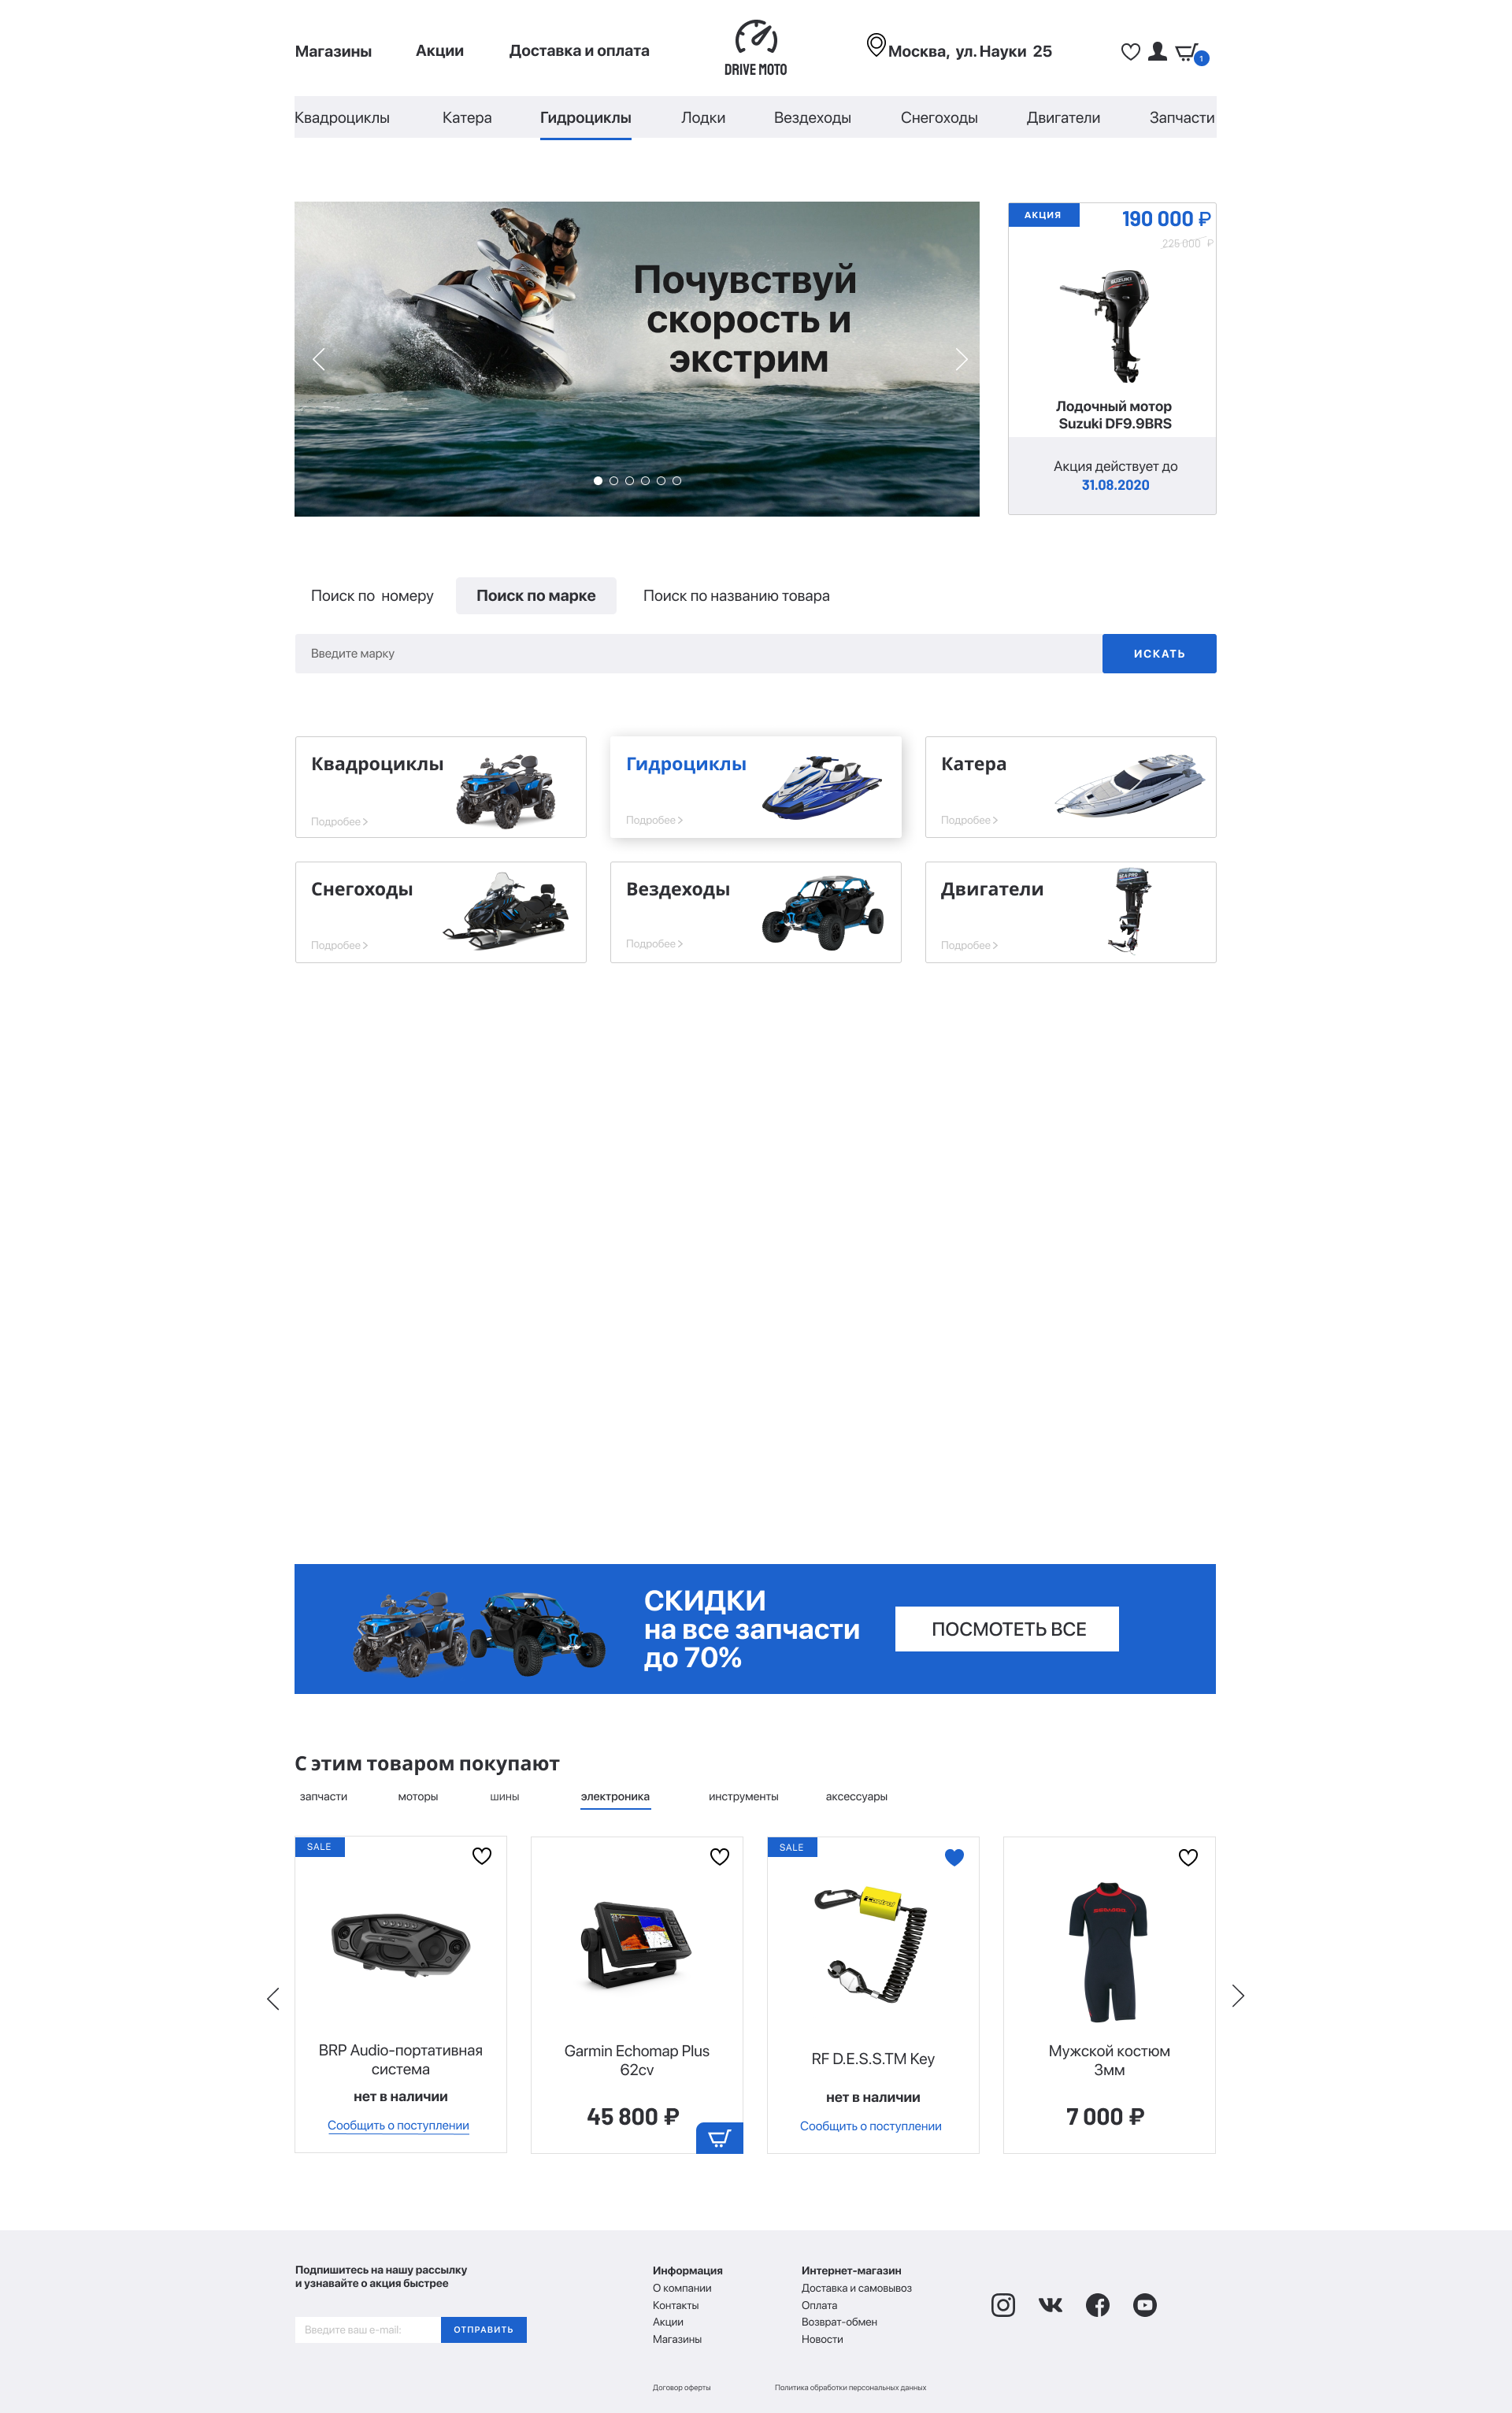 Магазины
Акции
Доставка и оплата
DRIVE MOTO
Москва, ул. Науки 25
1
Квадроциклы
Катера
Гидроциклы
Лодки
Вездеходы
Снегоходы
Двигатели
Запчасти
Почувствуй
скорость и
экстрим
АКЦИЯ
190 000 ₽
225 000 ₽
SUZUKI
Лодочный мотор
Suzuki DF9.9BRS
Акция действует до
31.08.2020
Поиск по номеру
Поиск по марке
Поиск по названию товара
Введите марку
ИСКАТЬ
Квадроциклы
Подробее >
Гидроциклы
Подробее >
Катера
Подробее >
Снегоходы
Подробее >
Вездеходы
Подробее >
Двигатели
SEA-PRO
Подробее >
СКИДКИ
на все запчасти
до 70%
ПОСМОТЕТЬ ВСЕ
С этим товаром покупают
запчасти
моторы
шины
электроника
инструменты
аксессуары
SALE
BRP Audio-портативная
система
нет в наличии
Сообщить о поступлении
Garmin Echomap Plus
62cv
45 800 ₽
SALE
RF D.E.S.S.TM Key
нет в наличии
Сообщить о поступлении
Мужской костюм
3мм
7 000 ₽
Подпишитесь на нашу рассылку
и узнавайте о акция быстрее
Введите ваш e-mail:
ОТПРАВИТЬ
Информация
О компании
Контакты
Акции
Магазины
Интернет-магазин
Доставка и самовывоз
Оплата
Возврат-обмен
Новости
Договор оферты
Политика обработки персональных данных